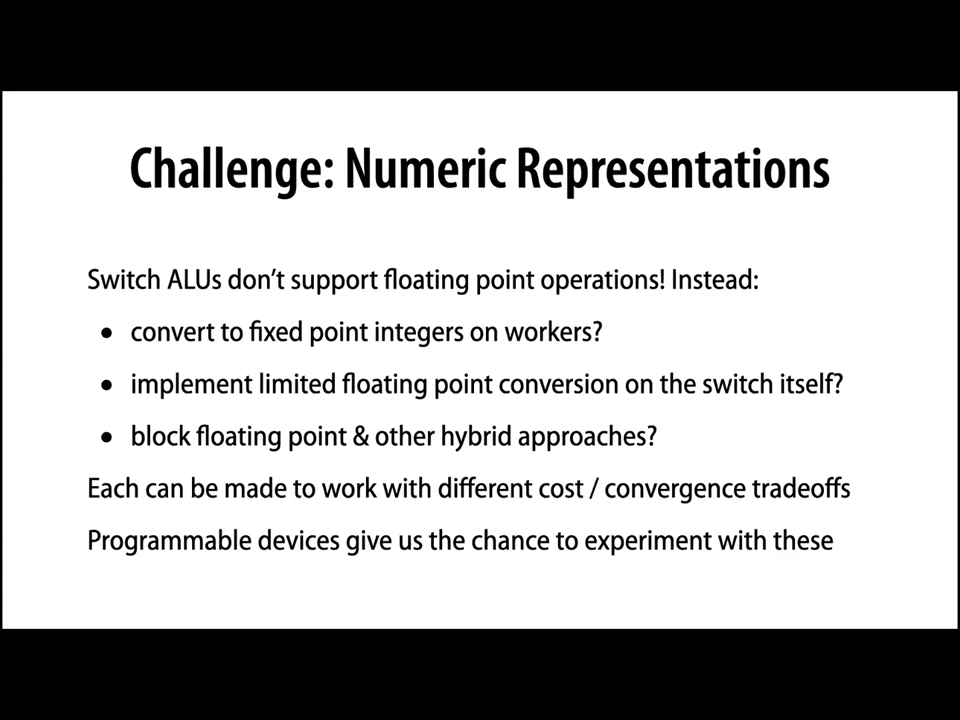 Challenge: Numeric Representations
Switch ALUs don’t support floating point operations! Instead:
• convert to fixed point integers on workers?
• implement limited floating point conversion on the switch itself?
• block floating point & other hybrid approaches?
Each can be made to work with different cost / convergence tradeoffs
Programmable devices give us the chance to experiment with these